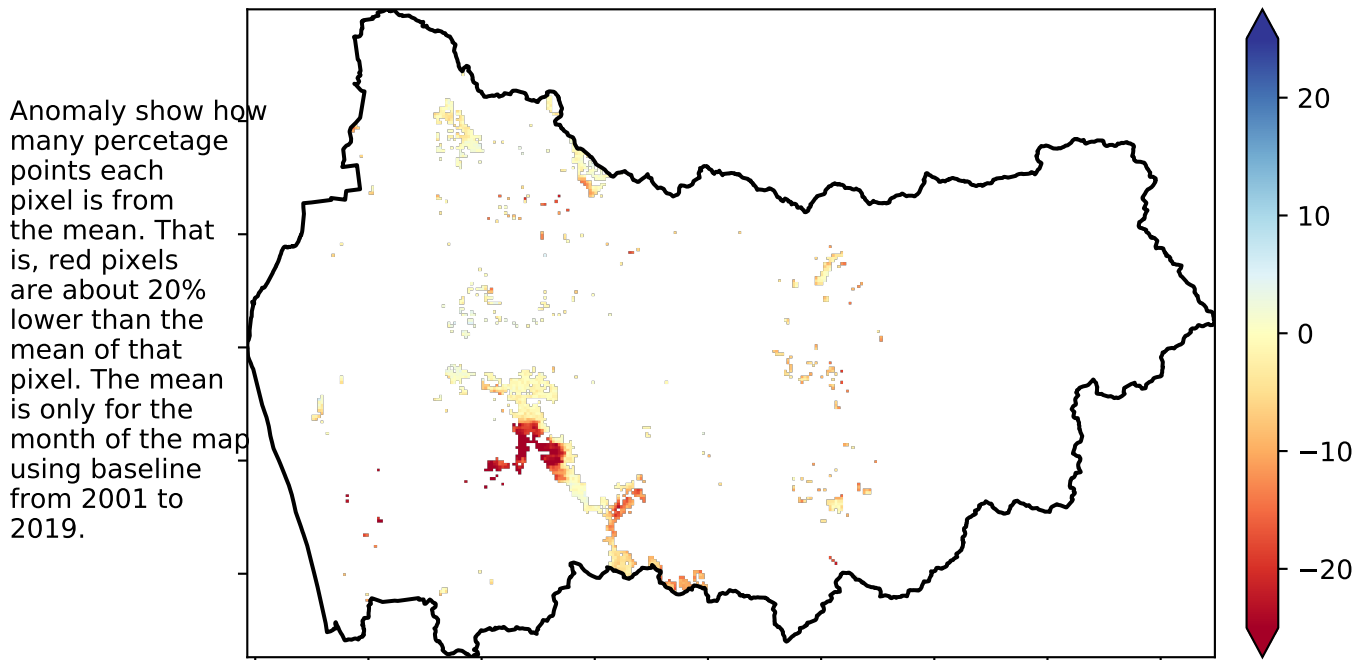 Anomaly show how
many percetage
points each
pixel is from
the mean. That
is, red pixels
are about 20%
lower than the
mean of that
pixel. The mean
is only for the
month of the map
using baseline
from 2001 to
2019.
20
10
0
−10
−20